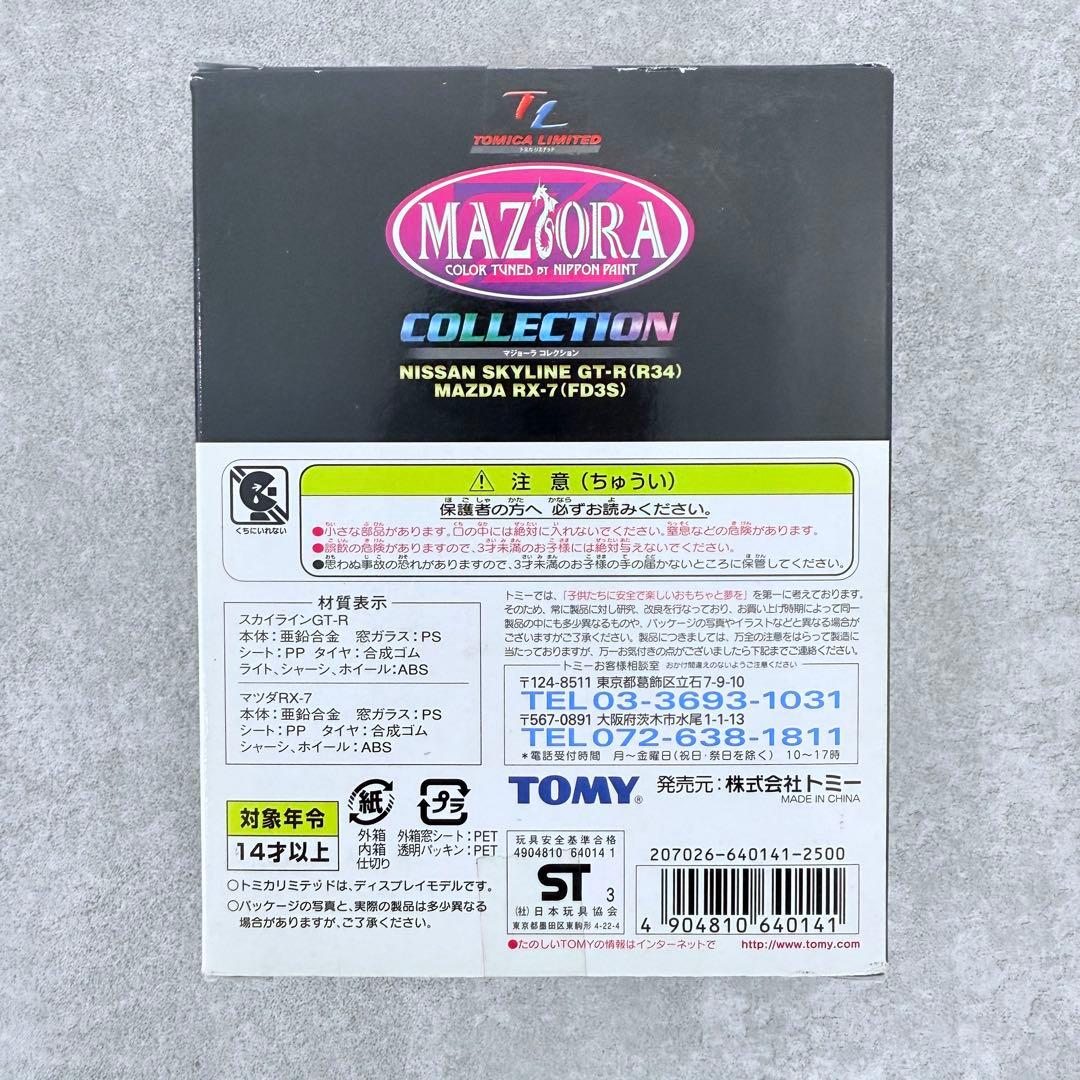 TL
TOMICA LIMITED
トミカリミテッド
MAZIORA
COLOR TUNED BY NIPPON PAINT
COLLECTION
マジョーラ コレクション
NISSAN SKYLINE GT-R(R34)
MAZDA RX-7(FD3S)
くちにいれない
注 意(ちゅうい)
保護者の方へ 必ずお読みください。
●小さな部品があります。口の中には絶対に入れないでください。窒息などの危険があります。
●誤飲の危険がありますので、3才未満のお子様には絶対与えないでください。
●思わぬ事故の恐れがありますので、3才未満のお子様の手の届かないところに保管してください。
材質表示
スカイラインGT-R
本体:亜鉛合金 窓ガラス:PS
シート:PP タイヤ:合成ゴム
ライト、シャーシ、ホイール:ABS
マツダRX-7
本体:亜鉛合金 窓ガラス:PS
シート:PP タイヤ:合成ゴム
シャーシ、ホイール:ABS
トミーでは、「子供たちに安全で楽しいおもちゃと夢を」を第一に考えております。
そのため、常に製品に対し研究、改良を行なっており、お買い上げ時期によって同一
製品の中にも多少異なるものや、パッケージの写真やイラストなどと異なる場合が
ございますがご了承ください。製品につきましては、万全の注意をはらって製造に
当たっておりますが、万一お気付きの点がございましたら下記までご連絡ください。
トミーお客様相談室 おかけ間違えのないようご注意ください
〒124-8511 東京都葛飾区立石7-9-10
TEL 03-3693-1031
〒567-0891 大阪府茨木市水尾1-1-13
TEL 072-638-1811
*電話受付時間 月〜金曜日(祝日・祭日を除く) 10〜17時
対象年令
14才以上
紙
外箱
内箱
仕切り
プラ
外箱窓シート:PET
透明パッキン:PET
TOMY® 発売元:株式会社トミー
MADE IN CHINA
○トミカリミテッドは、ディスプレイモデルです。
○パッケージの写真と、実際の製品は多少異なる
場合がありますが、ご了承ください。
玩具安全基準合格
4904810 64014 1
ST 3
(社)日本玩具協会
東京都墨田区東駒形 4-22-4
207026-640141-2500
4 904810 640141
●たのしいTOMYの情報はインターネットで http://www.tomy.com